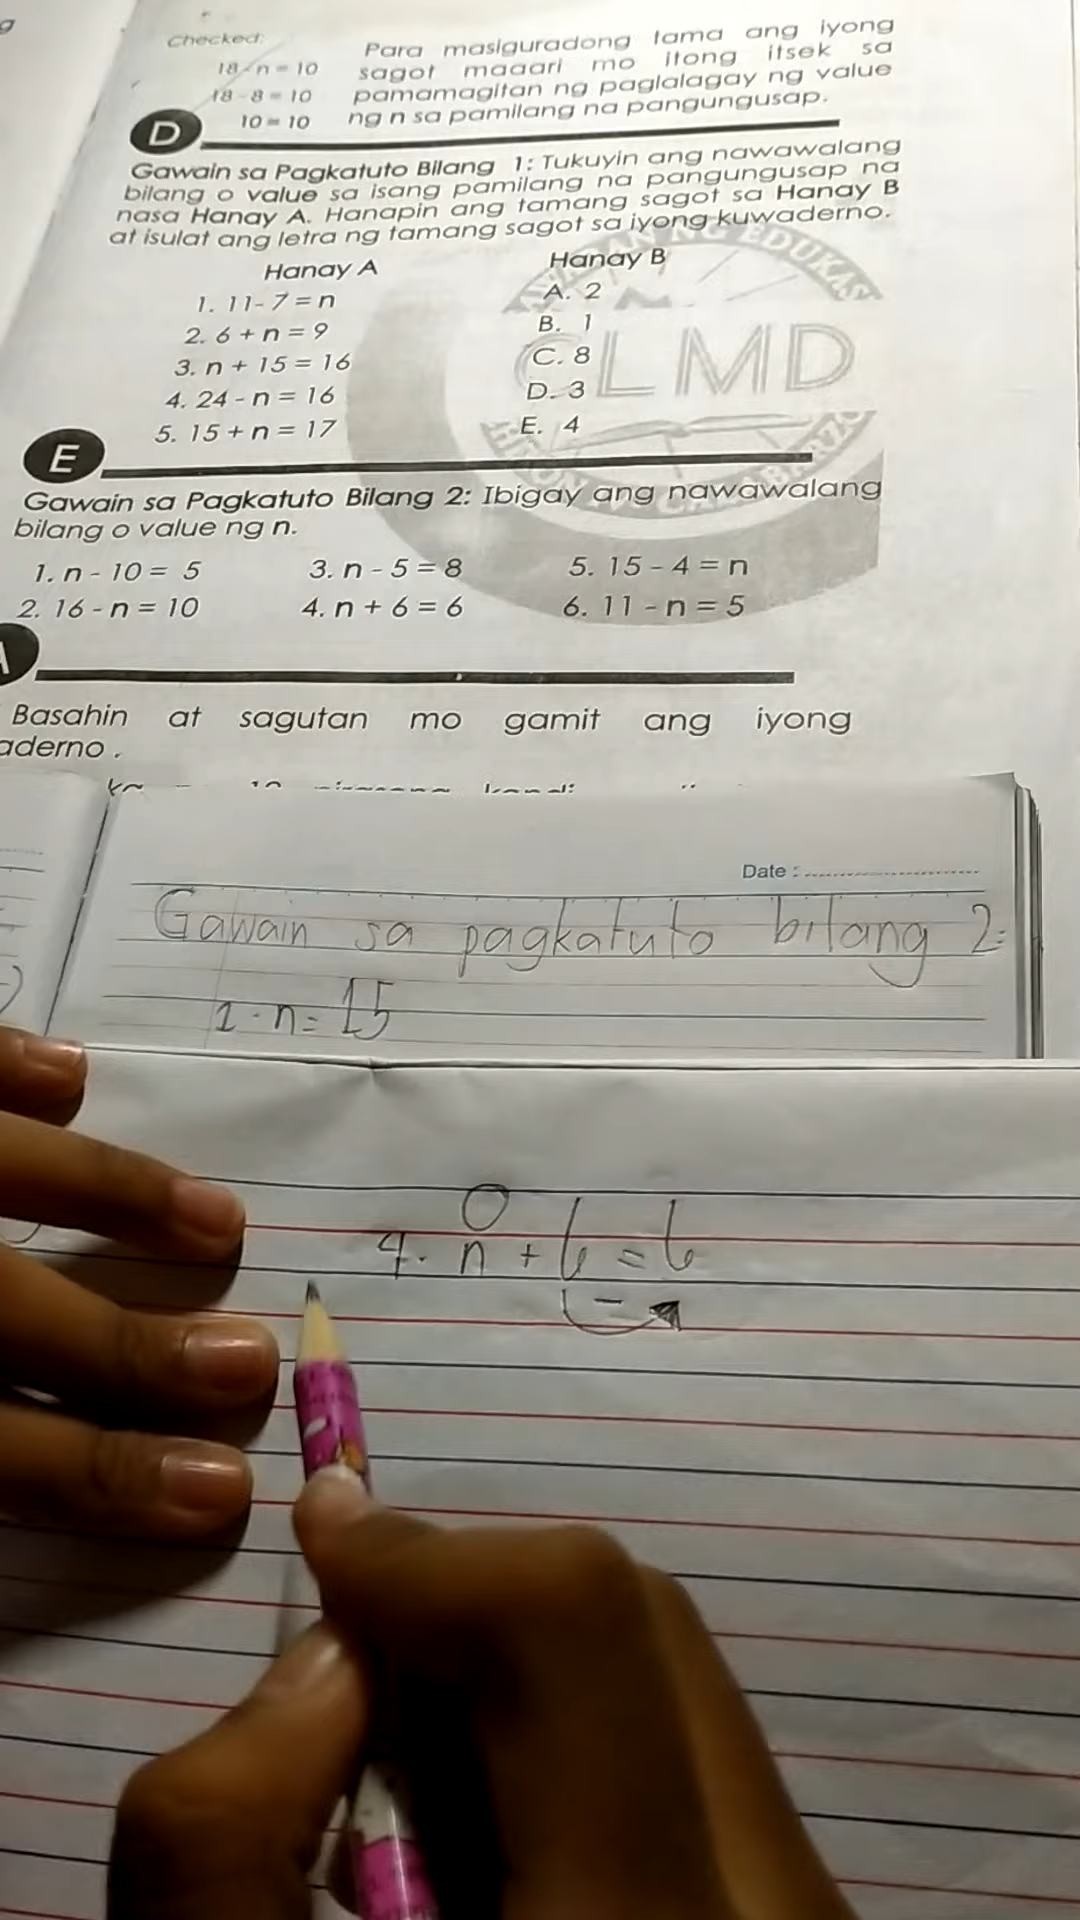 Checked:
18 - n = 10
18 - 8 = 10
10 = 10
Para masiguradong tama ang iyong
sagot maaari mo itong itsek sa
pamamagitan ng paglalagay ng value
ng n sa pamilang na pangungusap.
D
Gawain sa Pagkatuto Bilang 1: Tukuyin ang nawawalang
bilang o value sa isang pamilang na pangungusap na
nasa Hanay A. Hanapin ang tamang sagot sa Hanay B
at isulat ang letra ng tamang sagot sa iyong kuwaderno.
Hanay A
1. 11- 7 = n
2. 6 + n = 9
3. n + 15 = 16
4. 24 - n = 16
5. 15 + n = 17
Hanay B
A. 2
B. 1
C. 8
D. 3
E. 4
CLMD
E
Gawain sa Pagkatuto Bilang 2: Ibigay ang nawawalang
bilang o value ng n.
1. n - 10 = 5
2. 16 - n = 10
3. n - 5 = 8
4. n + 6 = 6
5. 15 - 4 = n
6. 11 - n = 5
Basahin at sagutan mo gamit ang iyong
aderno.
Date :
Gawain sa pagkatuto bilang 2:
1. n = 15
0
4. n + 6 = 6
-